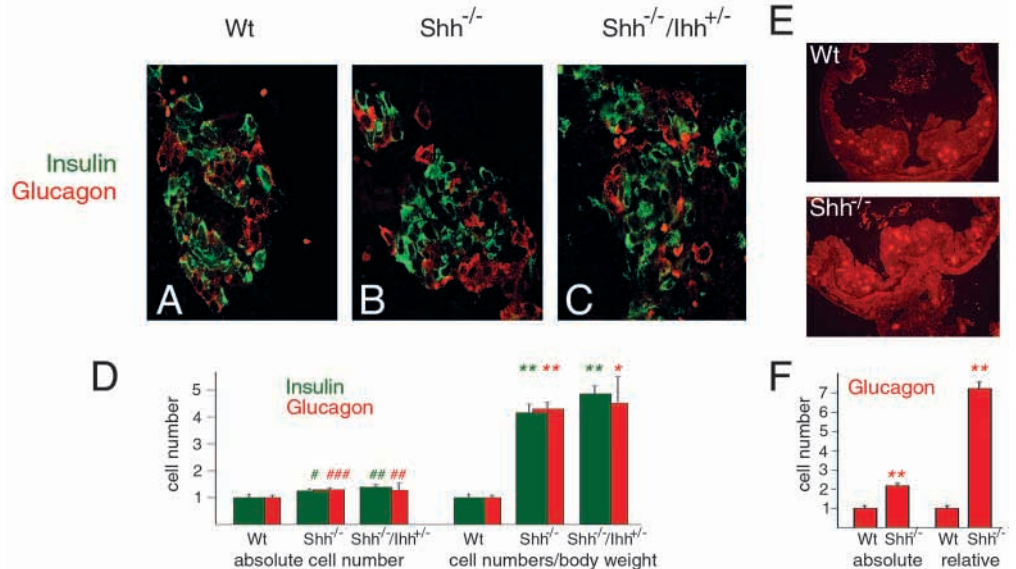 Wt
Shh-/-
Shh-/-/Ihh+/-
Insulin
Glucagon
A
B
C
E
Wt
Shh-/-
D
Insulin
Glucagon
cell number
5
4
3
2
1
# ###
## ##
** **
** *
Wt Shh-/- Shh-/-/Ihh+/- Wt Shh-/- Shh-/-/Ihh+/-
absolute cell number cell numbers/body weight
F
Glucagon
cell number
7
6
5
4
3
2
1
**
**
Wt Shh-/- Wt Shh-/-
absolute relative